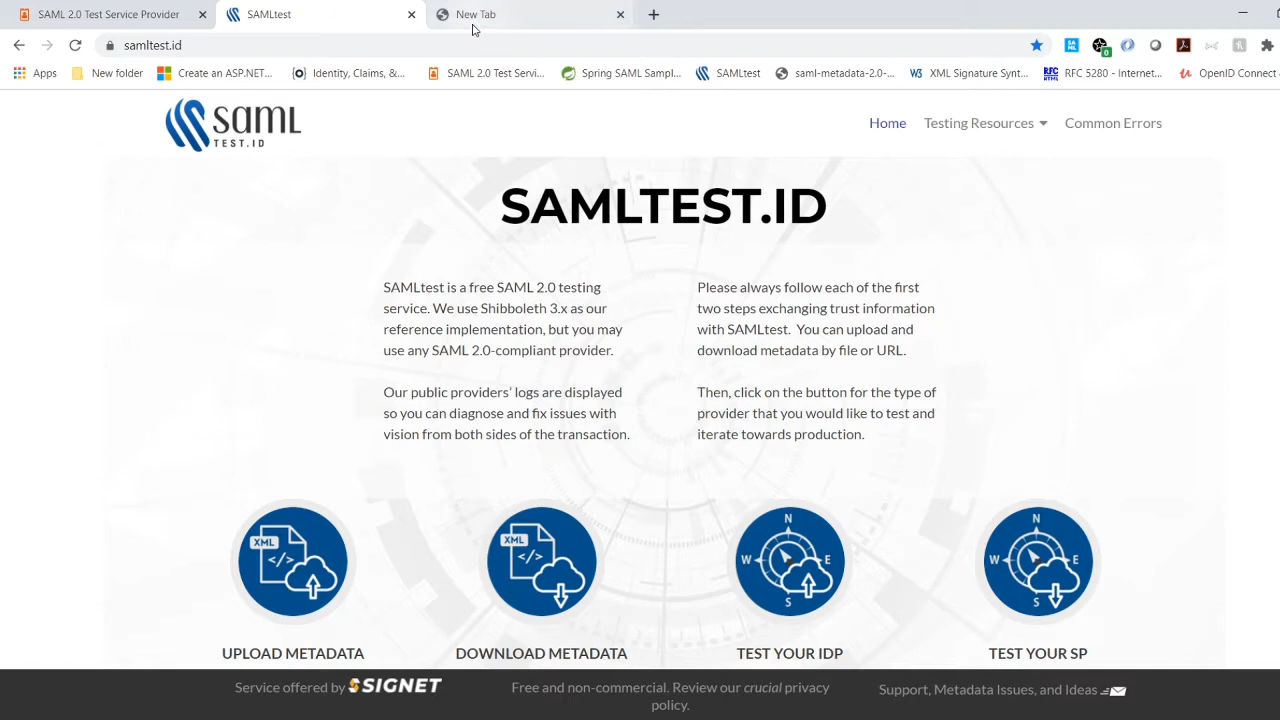 SAML 2.0 Test Service Provider
SAMLtest
New Tab
samltest.id
0
Apps
New folder
Create an ASP.NET...
Identity, Claims, &...
SAML 2.0 Test Servi...
Spring SAML Sampl...
SAMLtest
saml-metadata-2.0-...
W3
XML Signature Synt...
RFC
RFC 5280 - Internet...
OpenID Connect
saml
TEST.ID
Home
Testing Resources
Common Errors
SAMLTEST.ID
SAMLtest is a free SAML 2.0 testing
service. We use Shibboleth 3.x as our
reference implementation, but you may
use any SAML 2.0-compliant provider.
Our public providers' logs are displayed
so you can diagnose and fix issues with
vision from both sides of the transaction.
Please always follow each of the first
two steps exchanging trust information
with SAMLtest. You can upload and
download metadata by file or URL.
Then, click on the button for the type of
provider that you would like to test and
iterate towards production.
XML
</>
XML
</>
N
W E
S
N
W E
S
UPLOAD METADATA
DOWNLOAD METADATA
TEST YOUR IDP
TEST YOUR SP
Service offered by SIGNET
Free and non-commercial. Review our crucial privacy
policy.
Support, Metadata Issues, and Ideas